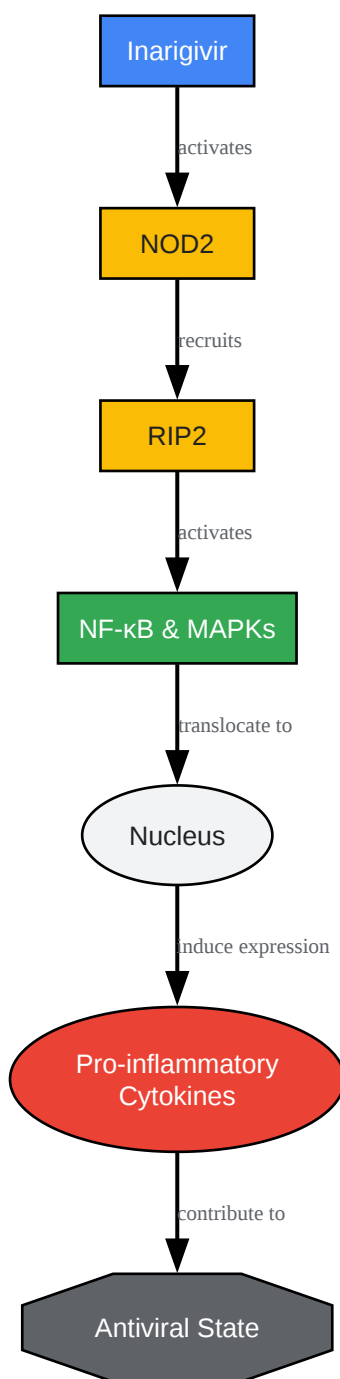 Inarigivir
activates
NOD2
recruits
RIP2
activates
NF-κB & MAPKs
translocate to
Nucleus
induce expression
Pro-inflammatory
Cytokines
contribute to
Antiviral State